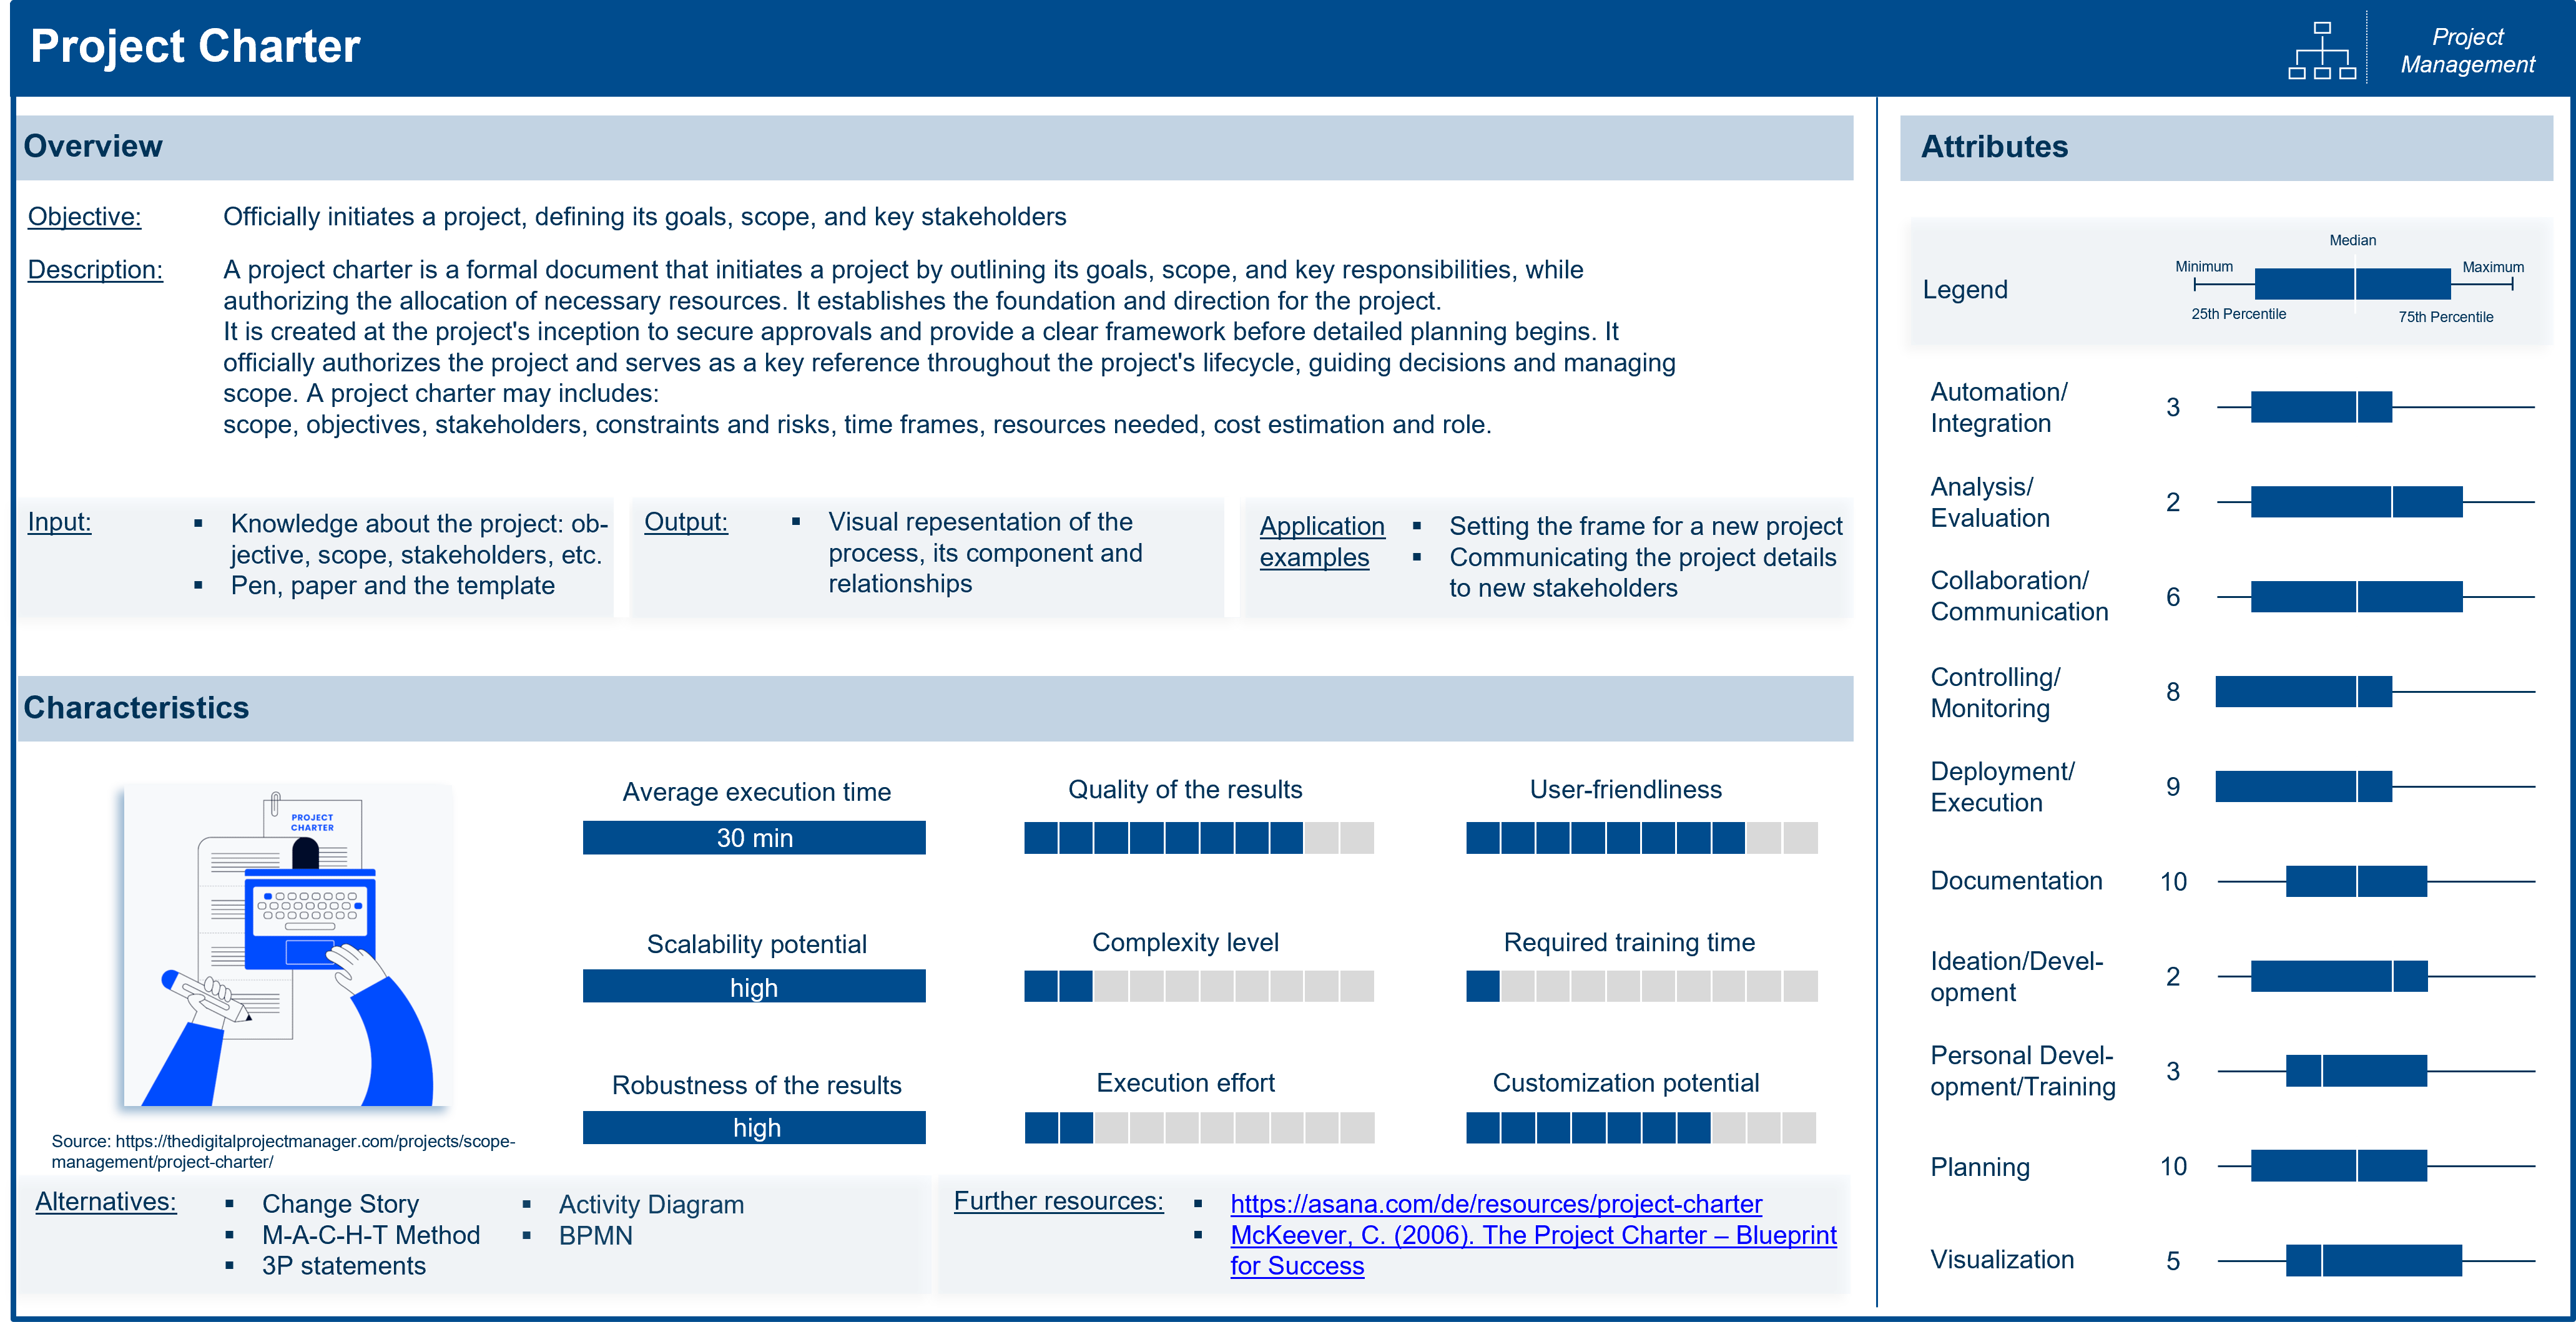 Project Charter
Project
Management
Overview
Objective:
Officially initiates a project, defining its goals, scope, and key stakeholders
Description:
A project charter is a formal document that initiates a project by outlining its goals, scope, and key responsibilities, while
authorizing the allocation of necessary resources. It establishes the foundation and direction for the project.
It is created at the project's inception to secure approvals and provide a clear framework before detailed planning begins. It
officially authorizes the project and serves as a key reference throughout the project's lifecycle, guiding decisions and managing
scope. A project charter may includes:
scope, objectives, stakeholders, constraints and risks, time frames, resources needed, cost estimation and role.
Input:
▪ Knowledge about the project: ob-
jective, scope, stakeholders, etc.
▪ Pen, paper and the template
Output:
▪ Visual repesentation of the
process, its component and
relationships
Application
examples
▪ Setting the frame for a new project
▪ Communicating the project details
to new stakeholders
Characteristics
PROJECT
CHARTER
Source: https://thedigitalprojectmanager.com/projects/scope-
management/project-charter/
Average execution time
30 min
Quality of the results
User-friendliness
Scalability potential
high
Complexity level
Required training time
Robustness of the results
high
Execution effort
Customization potential
Alternatives:
▪ Change Story
▪ M-A-C-H-T Method
▪ 3P statements
▪ Activity Diagram
▪ BPMN
Further resources:
▪ https://asana.com/de/resources/project-charter
▪ McKeever, C. (2006). The Project Charter – Blueprint
for Success
Attributes
Legend
Median
Minimum
Maximum
25th Percentile
75th Percentile
Automation/
Integration
3
Analysis/
Evaluation
2
Collaboration/
Communication
6
Controlling/
Monitoring
8
Deployment/
Execution
9
Documentation
10
Ideation/Devel-
opment
2
Personal Devel-
opment/Training
3
Planning
10
Visualization
5